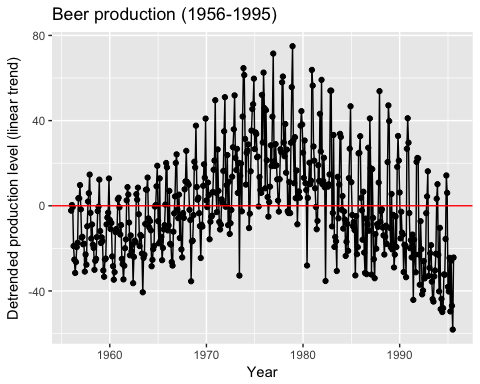 Beer production (1956-1995)
Detrended production level (linear trend)
80
40
0
-40
1960
1970
1980
1990
Year